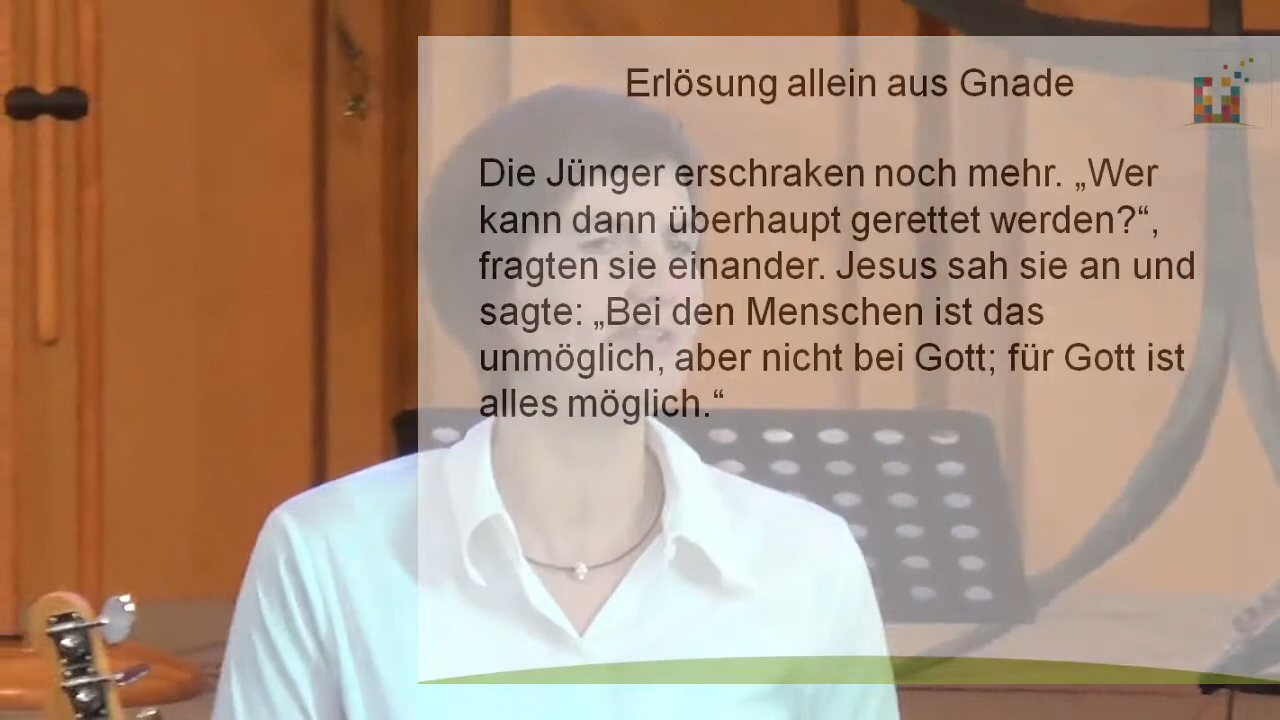 Erlösung allein aus Gnade
Die Jünger erschraken noch mehr. „Wer
kann dann überhaupt gerettet werden?“,
fragten sie einander. Jesus sah sie an und
sagte: „Bei den Menschen ist das
unmöglich, aber nicht bei Gott; für Gott ist
alles möglich.“